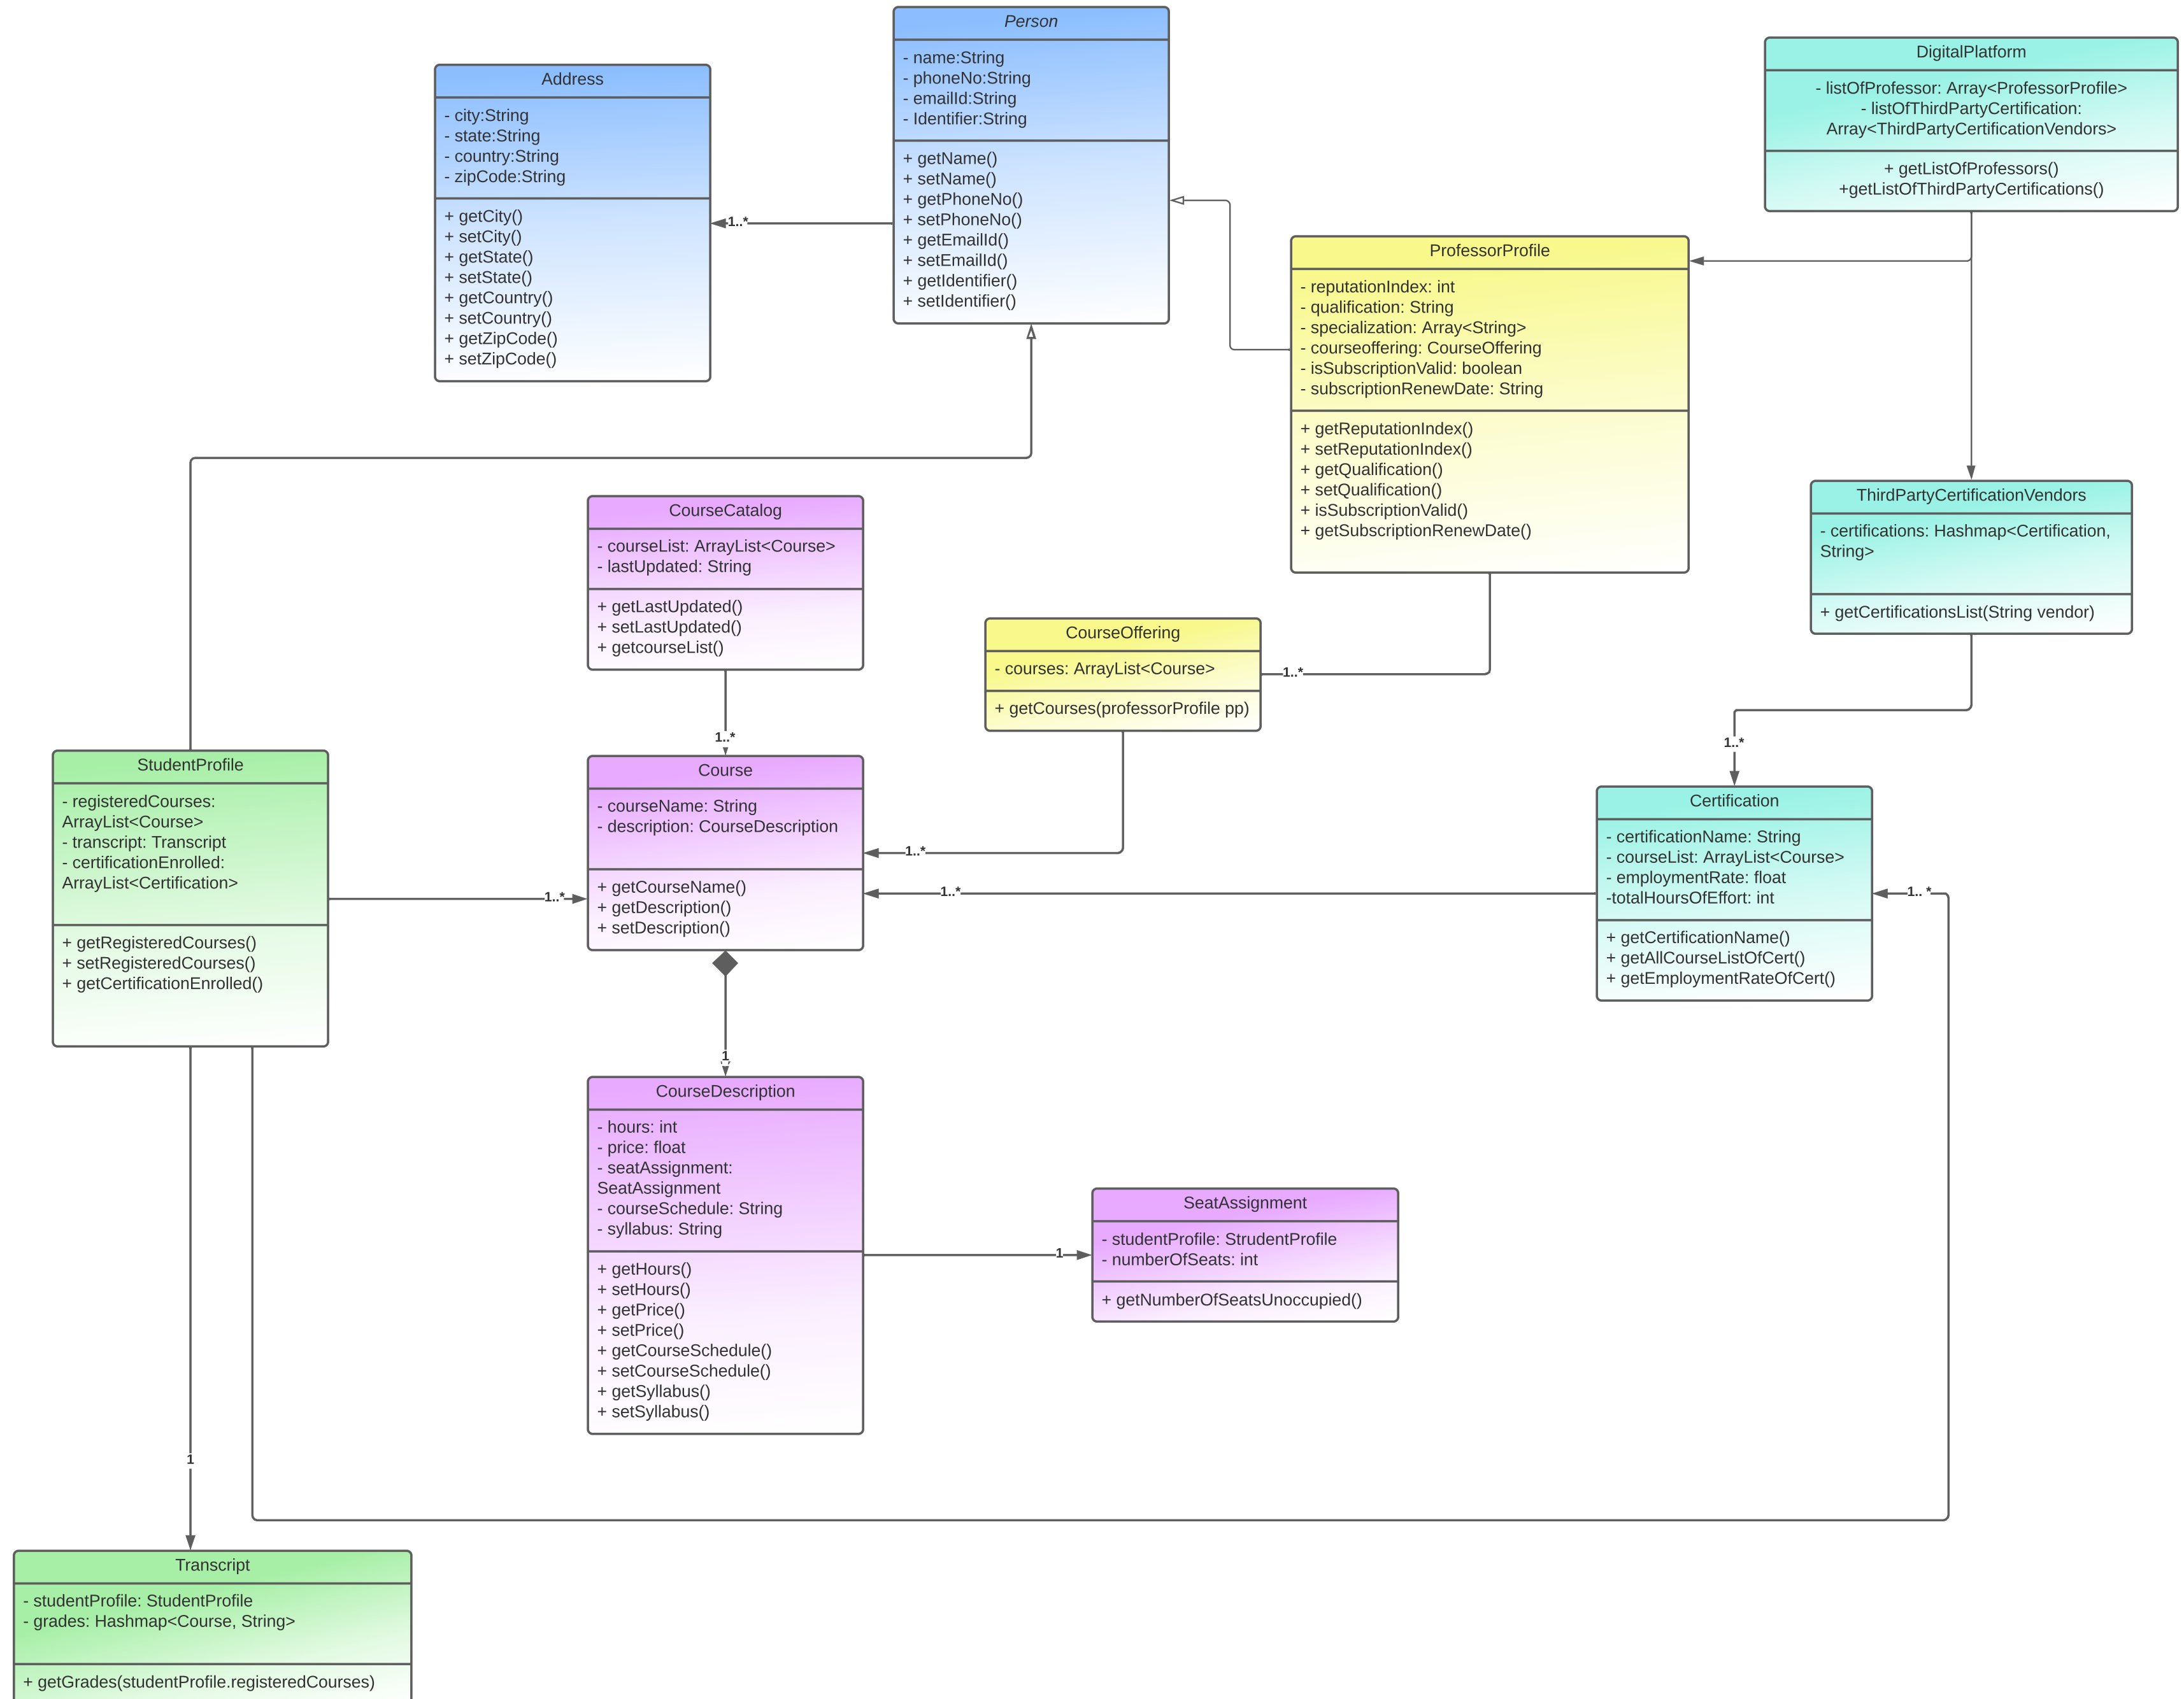 Person
- name:String
- phoneNo:String
- emailId:String
- Identifier:String
+ getName()
+ setName()
+ getPhoneNo()
+ setPhoneNo()
+ getEmailId()
+ setEmailId()
+ getIdentifier()
+ setIdentifier()
Address
- city:String
- state:String
- country:String
- zipCode:String
+ getCity()
+ setCity()
+ getState()
+ setState()
+ getCountry()
+ setCountry()
+ getZipCode()
+ setZipCode()
1..*
DigitalPlatform
- listOfProfessor: Array<ProfessorProfile>
- listOfThirdPartyCertification:
Array<ThirdPartyCertificationVendors>
+ getListOfProfessors()
+getListOfThirdPartyCertifications()
ProfessorProfile
- reputationIndex: int
- qualification: String
- specialization: Array<String>
- courseoffering: CourseOffering
- isSubscriptionValid: boolean
- subscriptionRenewDate: String
+ getReputationIndex()
+ setReputationIndex()
+ getQualification()
+ setQualification()
+ isSubscriptionValid()
+ getSubscriptionRenewDate()
ThirdPartyCertificationVendors
- certifications: Hashmap<Certification,
String>
+ getCertificationsList(String vendor)
CourseCatalog
- courseList: ArrayList<Course>
- lastUpdated: String
+ getLastUpdated()
+ setLastUpdated()
+ getcourseList()
1..*
CourseOffering
- courses: ArrayList<Course>
+ getCourses(professorProfile pp)
1..*
1..*
StudentProfile
- registeredCourses:
ArrayList<Course>
- transcript: Transcript
- certificationEnrolled:
ArrayList<Certification>
+ getRegisteredCourses()
+ setRegisteredCourses()
+ getCertificationEnrolled()
1..*
Course
- courseName: String
- description: CourseDescription
+ getCourseName()
+ getDescription()
+ setDescription()
1..*
1..*
Certification
- certificationName: String
- courseList: ArrayList<Course>
- employmentRate: float
-totalHoursOfEffort: int
+ getCertificationName()
+ getAllCourseListOfCert()
+ getEmploymentRateOfCert()
1.. *
1
CourseDescription
- hours: int
- price: float
- seatAssignment:
SeatAssignment
- courseSchedule: String
- syllabus: String
+ getHours()
+ setHours()
+ getPrice()
+ setPrice()
+ getCourseSchedule()
+ setCourseSchedule()
+ getSyllabus()
+ setSyllabus()
1
SeatAssignment
- studentProfile: StrudentProfile
- numberOfSeats: int
+ getNumberOfSeatsUnoccupied()
1
Transcript
- studentProfile: StudentProfile
- grades: Hashmap<Course, String>
+ getGrades(studentProfile.registeredCourses)